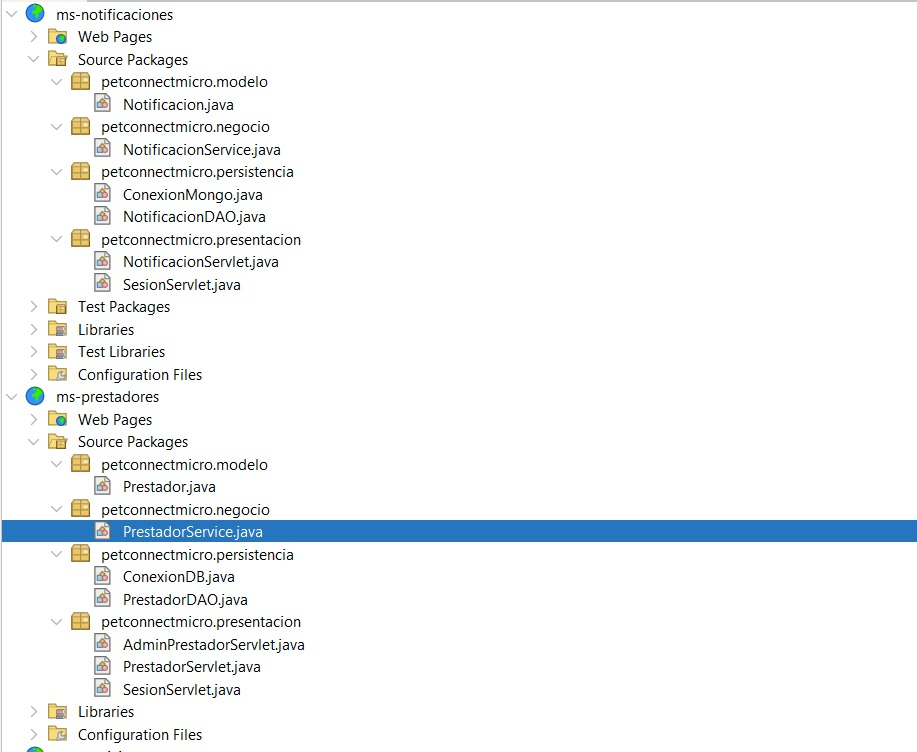 ms-notificaciones
Web Pages
Source Packages
petconnectmicro.modelo
Notificacion.java
petconnectmicro.negocio
NotificacionService.java
petconnectmicro.persistencia
ConexionMongo.java
NotificacionDAO.java
petconnectmicro.presentacion
NotificacionServlet.java
SesionServlet.java
Test Packages
Libraries
Test Libraries
Configuration Files
ms-prestadores
Web Pages
Source Packages
petconnectmicro.modelo
Prestador.java
petconnectmicro.negocio
PrestadorService.java
petconnectmicro.persistencia
ConexionDB.java
PrestadorDAO.java
petconnectmicro.presentacion
AdminPrestadorServlet.java
PrestadorServlet.java
SesionServlet.java
Libraries
Configuration Files